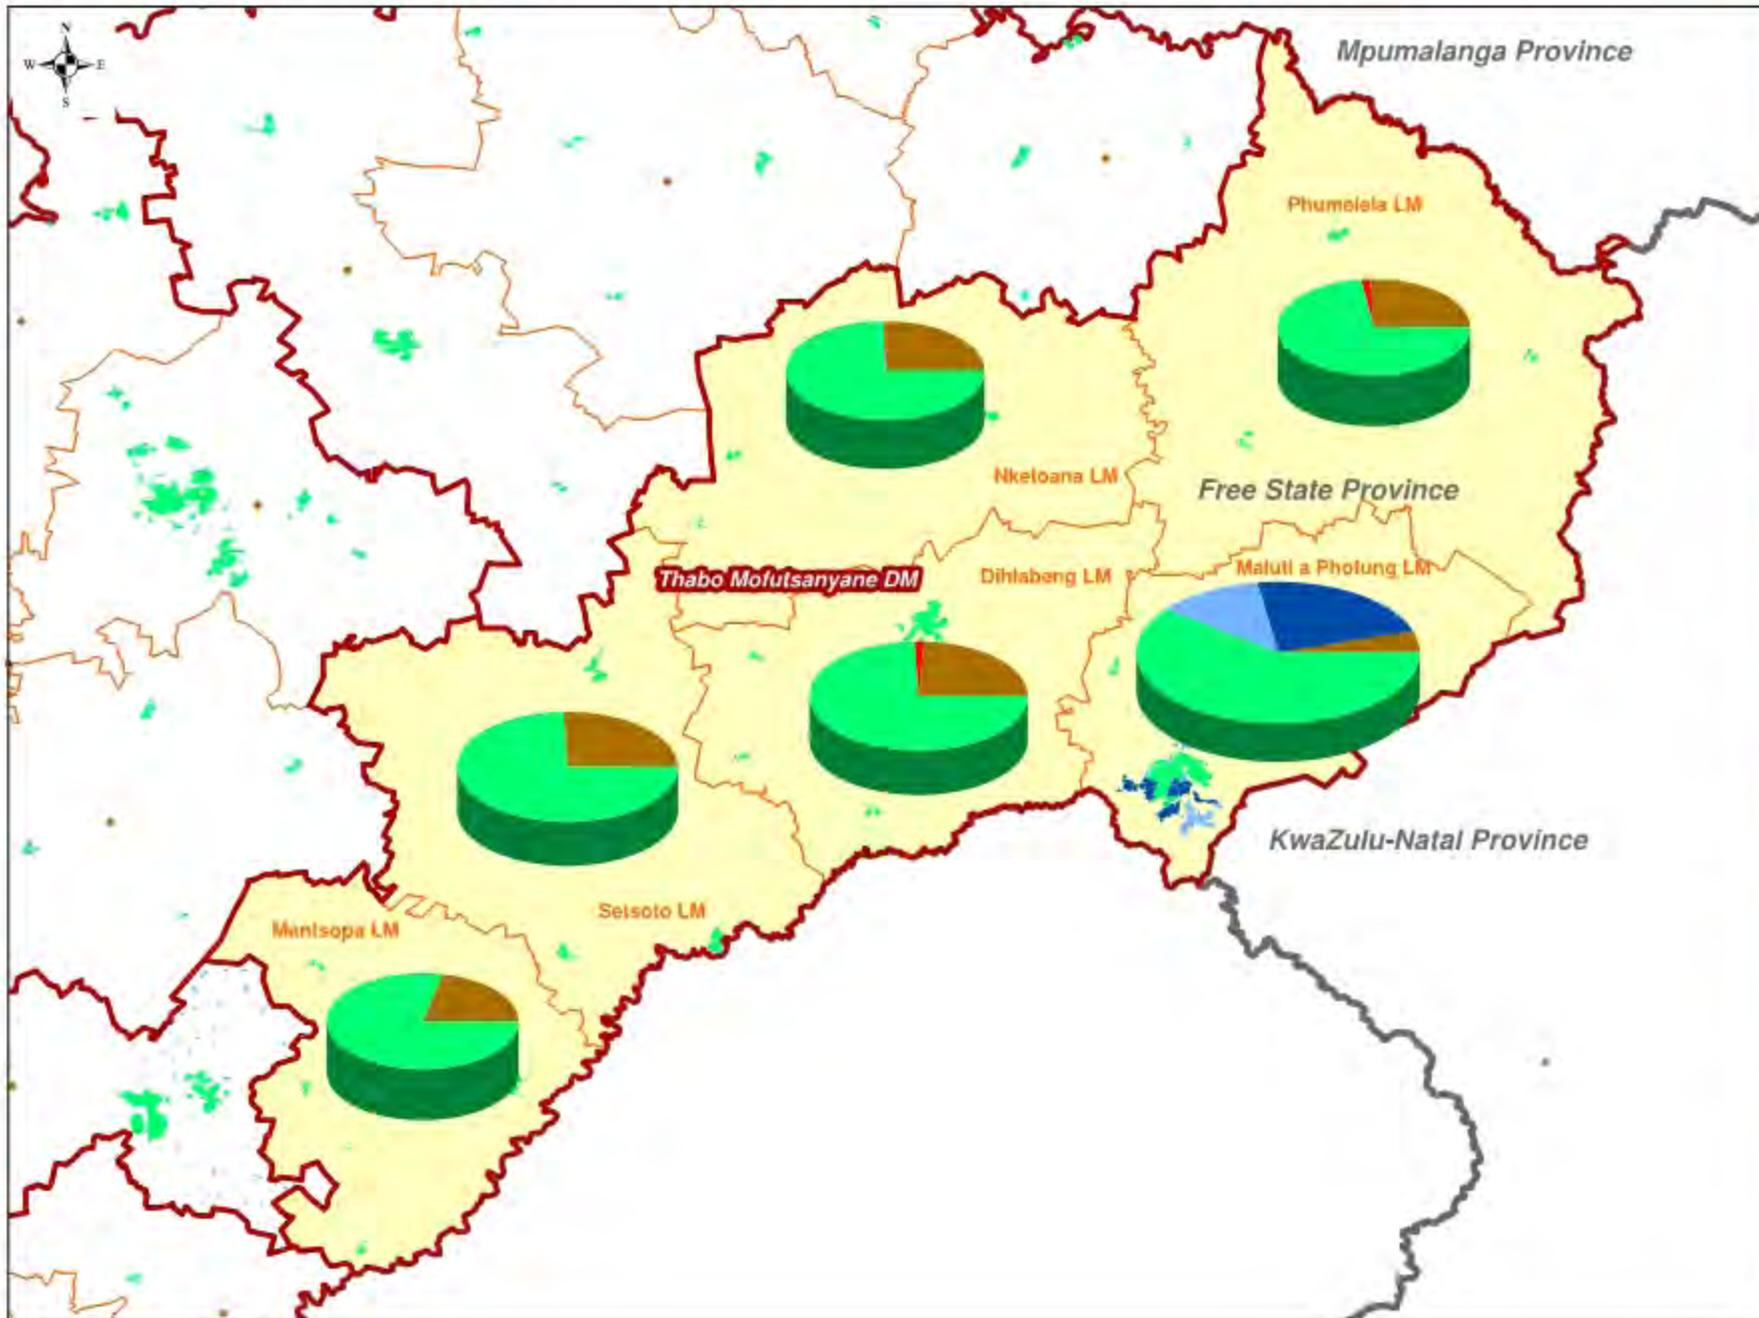 N
W E
S
Mpumalanga Province
Phumelela LM
Nketoana LM
Free State Province
Thabo Mofutsanyane DM
Dihlabeng LM
Maluti a Phofung LM
KwaZulu-Natal Province
Setsoto LM
Mantsopa LM